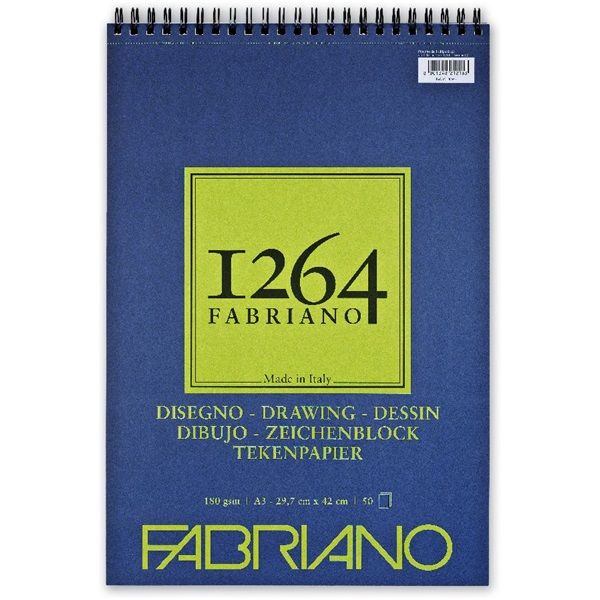 1264
FABRIANO
Made in Italy
DISEGNO - DRAWING - DESSIN
DIBUJO - ZEICHENBLOCK
TEKENPAPIER
180 gsm | A3 - 29,7 cm x 42 cm | 50
FABRIANO